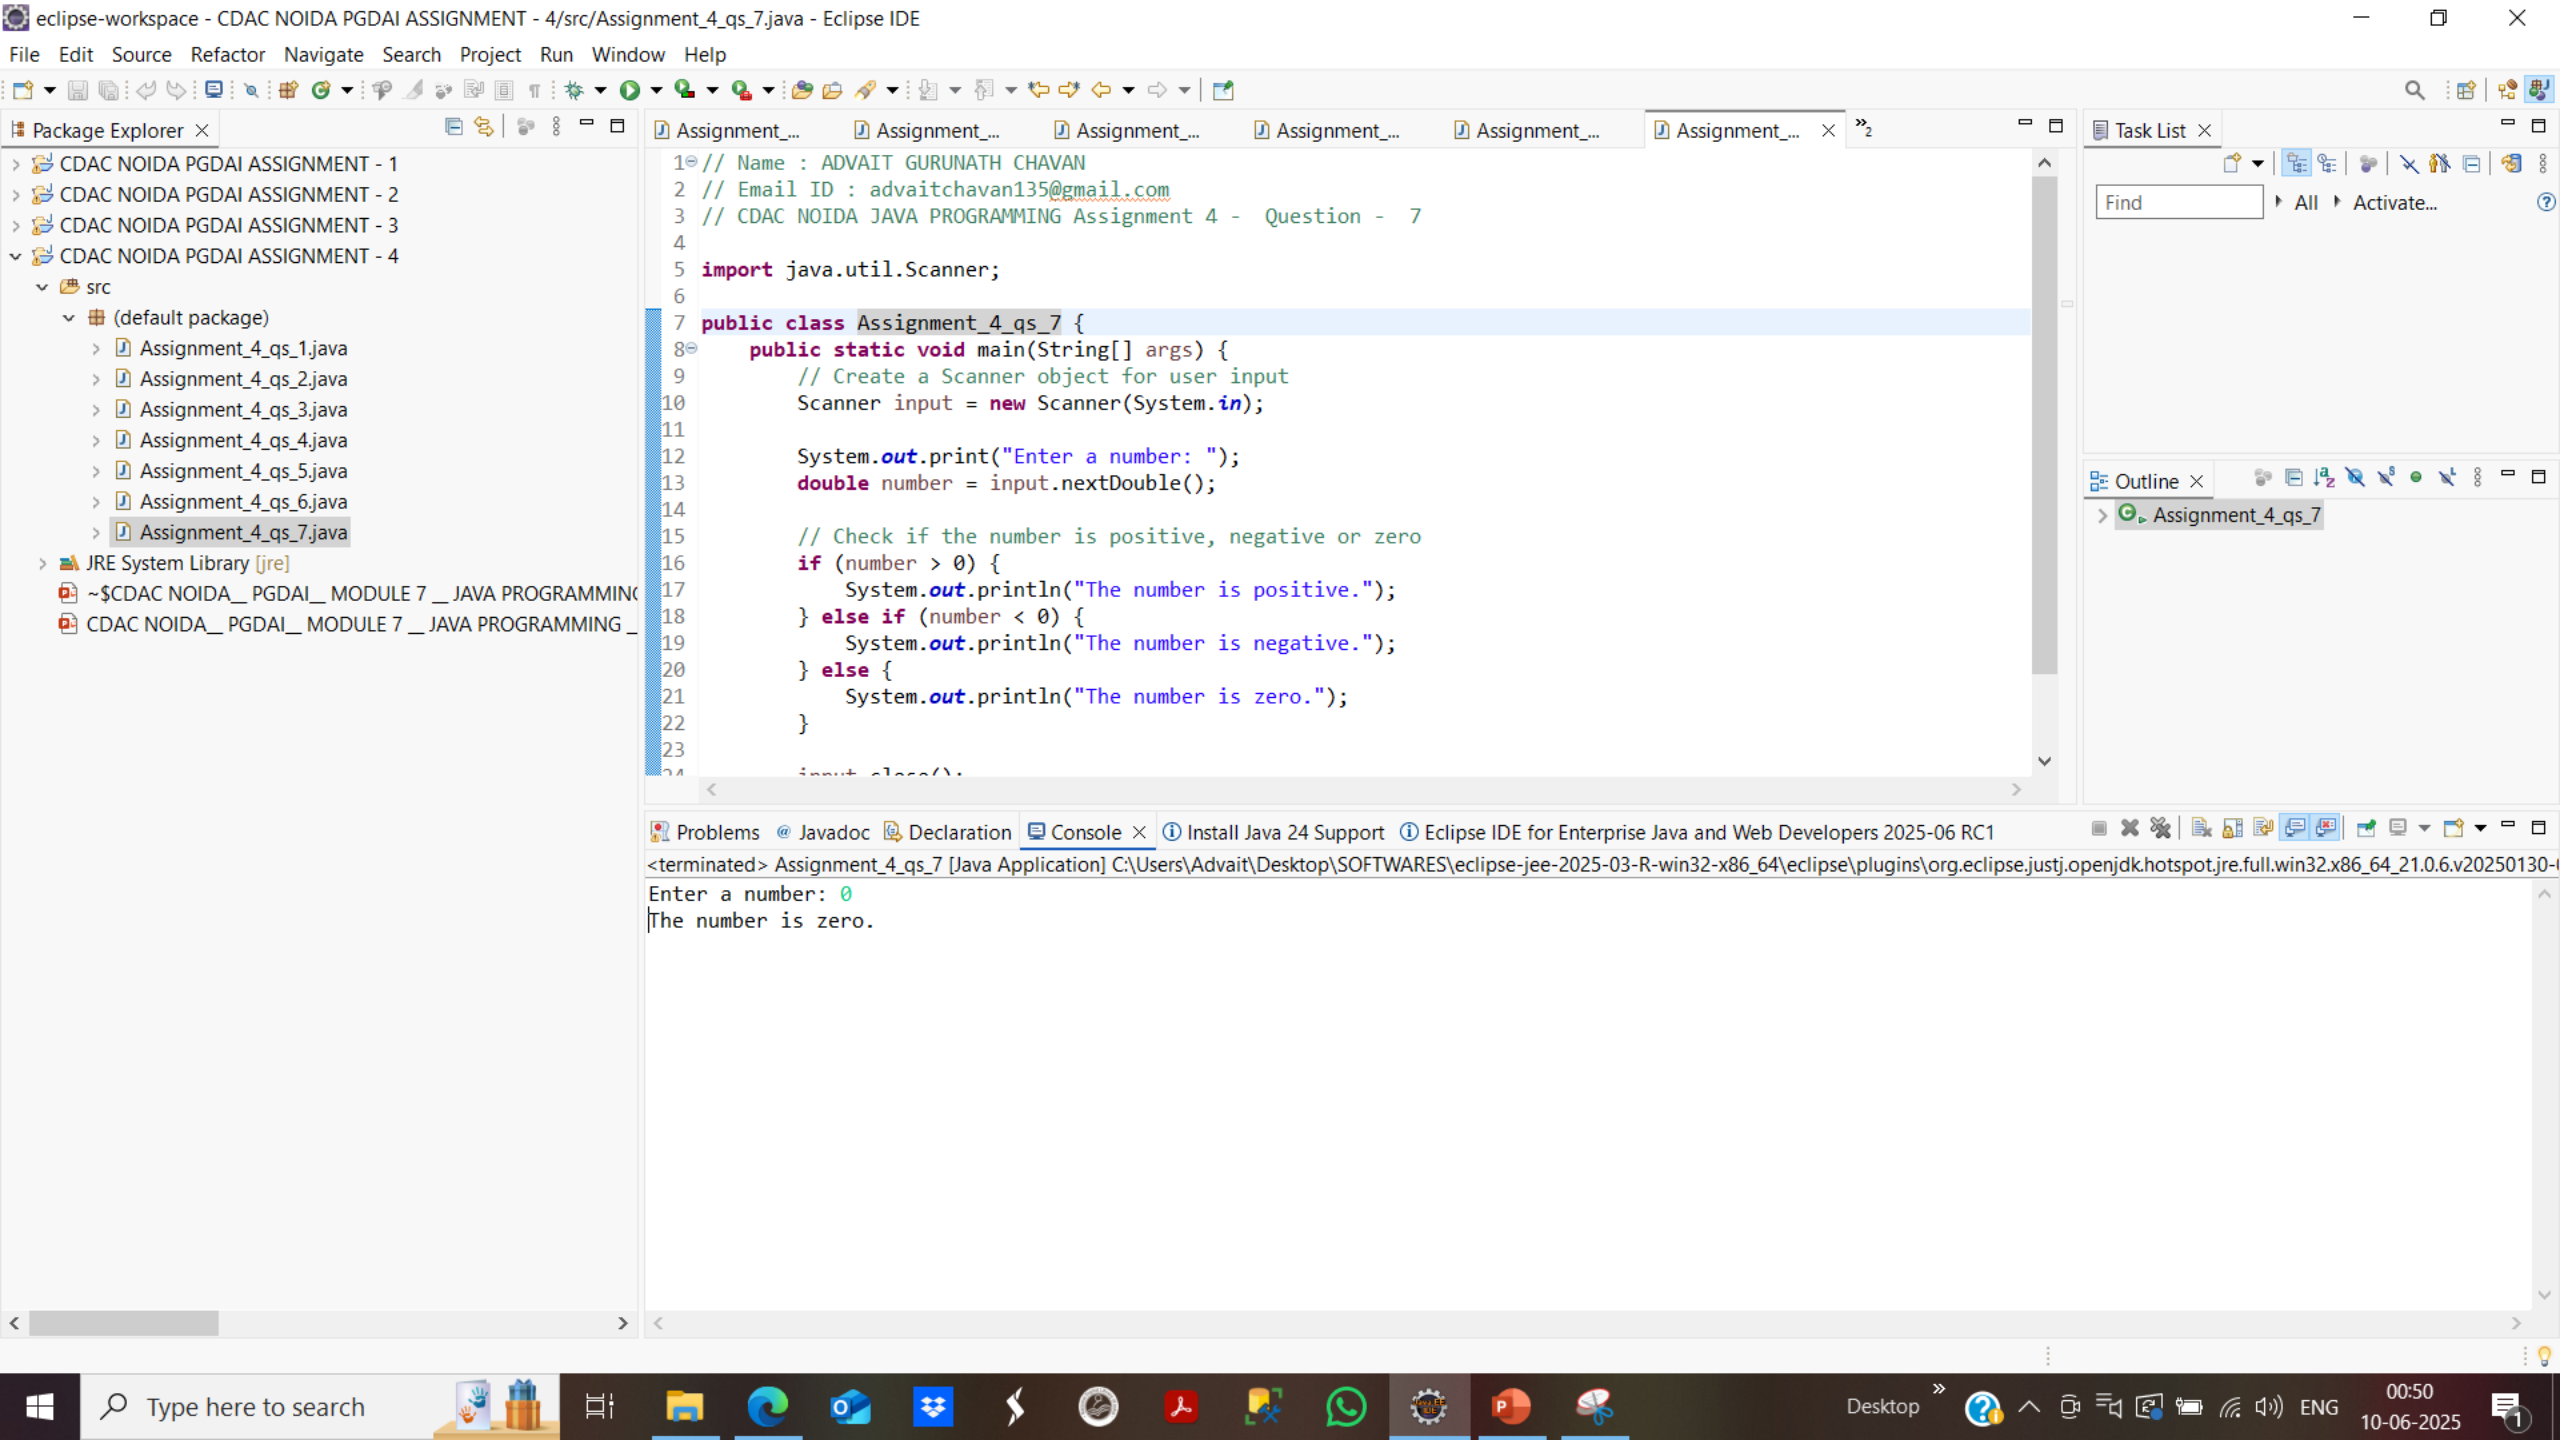 eclipse-workspace - CDAC NOIDA PGDAI ASSIGNMENT - 4/src/Assignment_4_qs_7.java - Eclipse IDE
File Edit Source Refactor Navigate Search Project Run Window Help
Package Explorer
CDAC NOIDA PGDAI ASSIGNMENT - 1
CDAC NOIDA PGDAI ASSIGNMENT - 2
CDAC NOIDA PGDAI ASSIGNMENT - 3
CDAC NOIDA PGDAI ASSIGNMENT - 4
src
(default package)
Assignment_4_qs_1.java
Assignment_4_qs_2.java
Assignment_4_qs_3.java
Assignment_4_qs_4.java
Assignment_4_qs_5.java
Assignment_4_qs_6.java
Assignment_4_qs_7.java
JRE System Library [jre]
~$CDAC NOIDA__ PGDAI__ MODULE 7 __ JAVA PROGRAMMING
CDAC NOIDA__ PGDAI__ MODULE 7 __ JAVA PROGRAMMING _
Assignment_... Assignment_... Assignment_... Assignment_... Assignment_... Assignment_... »2
1 // Name : ADVAIT GURUNATH CHAVAN
2 // Email ID : advaitchavan135@gmail.com
3 // CDAC NOIDA JAVA PROGRAMMING Assignment 4 -  Question -  7
4
5 import java.util.Scanner;
6
7 public class Assignment_4_qs_7 {
8     public static void main(String[] args) {
9         // Create a Scanner object for user input
10         Scanner input = new Scanner(System.in);
11
12         System.out.print("Enter a number: ");
13         double number = input.nextDouble();
14
15         // Check if the number is positive, negative or zero
16         if (number > 0) {
17             System.out.println("The number is positive.");
18         } else if (number < 0) {
19             System.out.println("The number is negative.");
20         } else {
21             System.out.println("The number is zero.");
22         }
23
24         input.close();
Task List
Find All Activate...
Outline
Assignment_4_qs_7
Problems Javadoc Declaration Console Install Java 24 Support Eclipse IDE for Enterprise Java and Web Developers 2025-06 RC1
<terminated> Assignment_4_qs_7 [Java Application] C:\Users\Advait\Desktop\SOFTWARES\eclipse-jee-2025-03-R-win32-x86_64\eclipse\plugins\org.eclipse.justj.openjdk.hotspot.jre.full.win32.x86_64_21.0.6.v20250130-
Enter a number: 0
The number is zero.
Type here to search
Desktop
ENG
00:50
10-06-2025
1